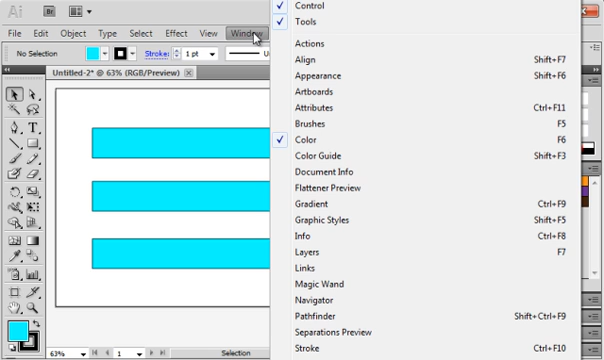 Ai
Br
File Edit Object Type Select Effect View Window
No Selection
Stroke:
1 pt
Untitled-2* @ 63% (RGB/Preview)
Control
Tools
Actions
Align Shift+F7
Appearance Shift+F6
Artboards
Attributes Ctrl+F11
Brushes F5
Color F6
Color Guide Shift+F3
Document Info
Flattener Preview
Gradient Ctrl+F9
Graphic Styles Shift+F5
Info Ctrl+F8
Layers F7
Links
Magic Wand
Navigator
Pathfinder Shift+Ctrl+F9
Separations Preview
Stroke Ctrl+F10
63% 1 Selection